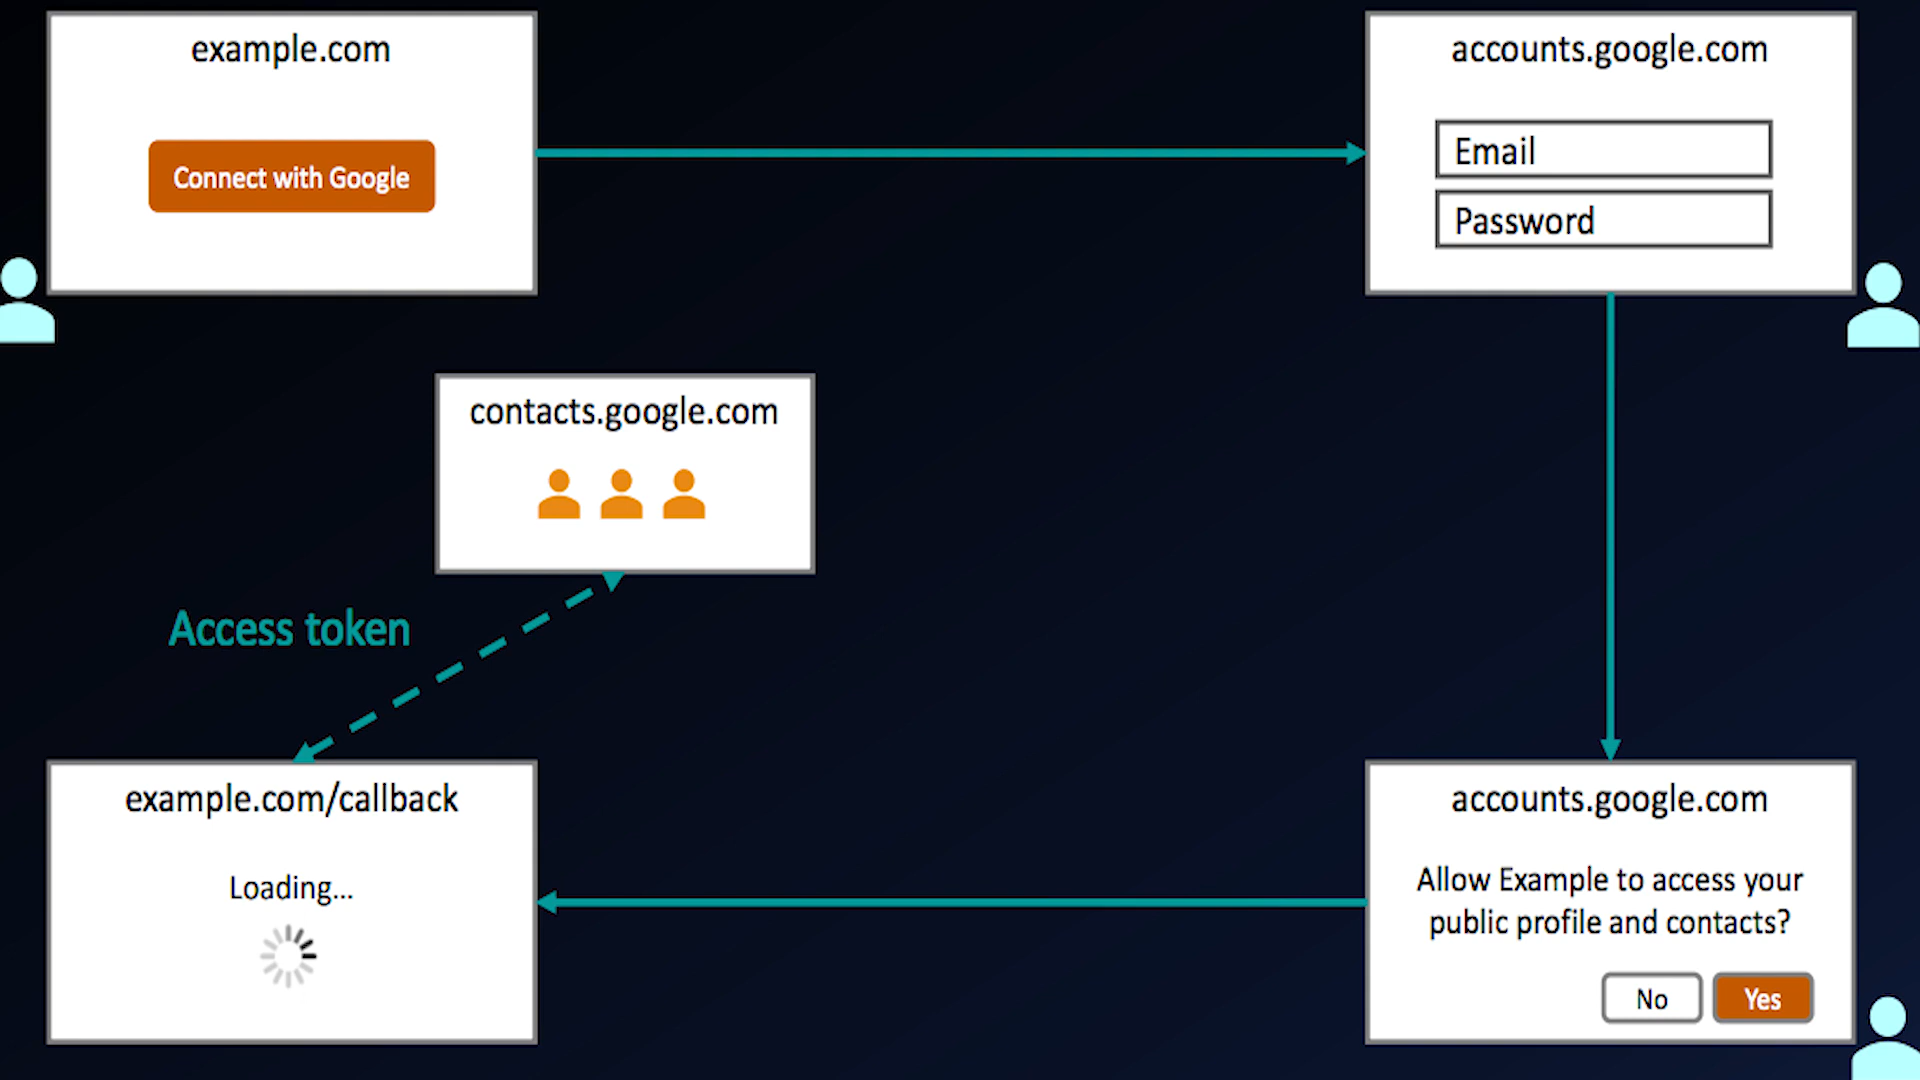 example.com
Connect with Google
accounts.google.com
Email
Password
contacts.google.com
Access token
example.com/callback
Loading...
accounts.google.com
Allow Example to access your
public profile and contacts?
No
Yes